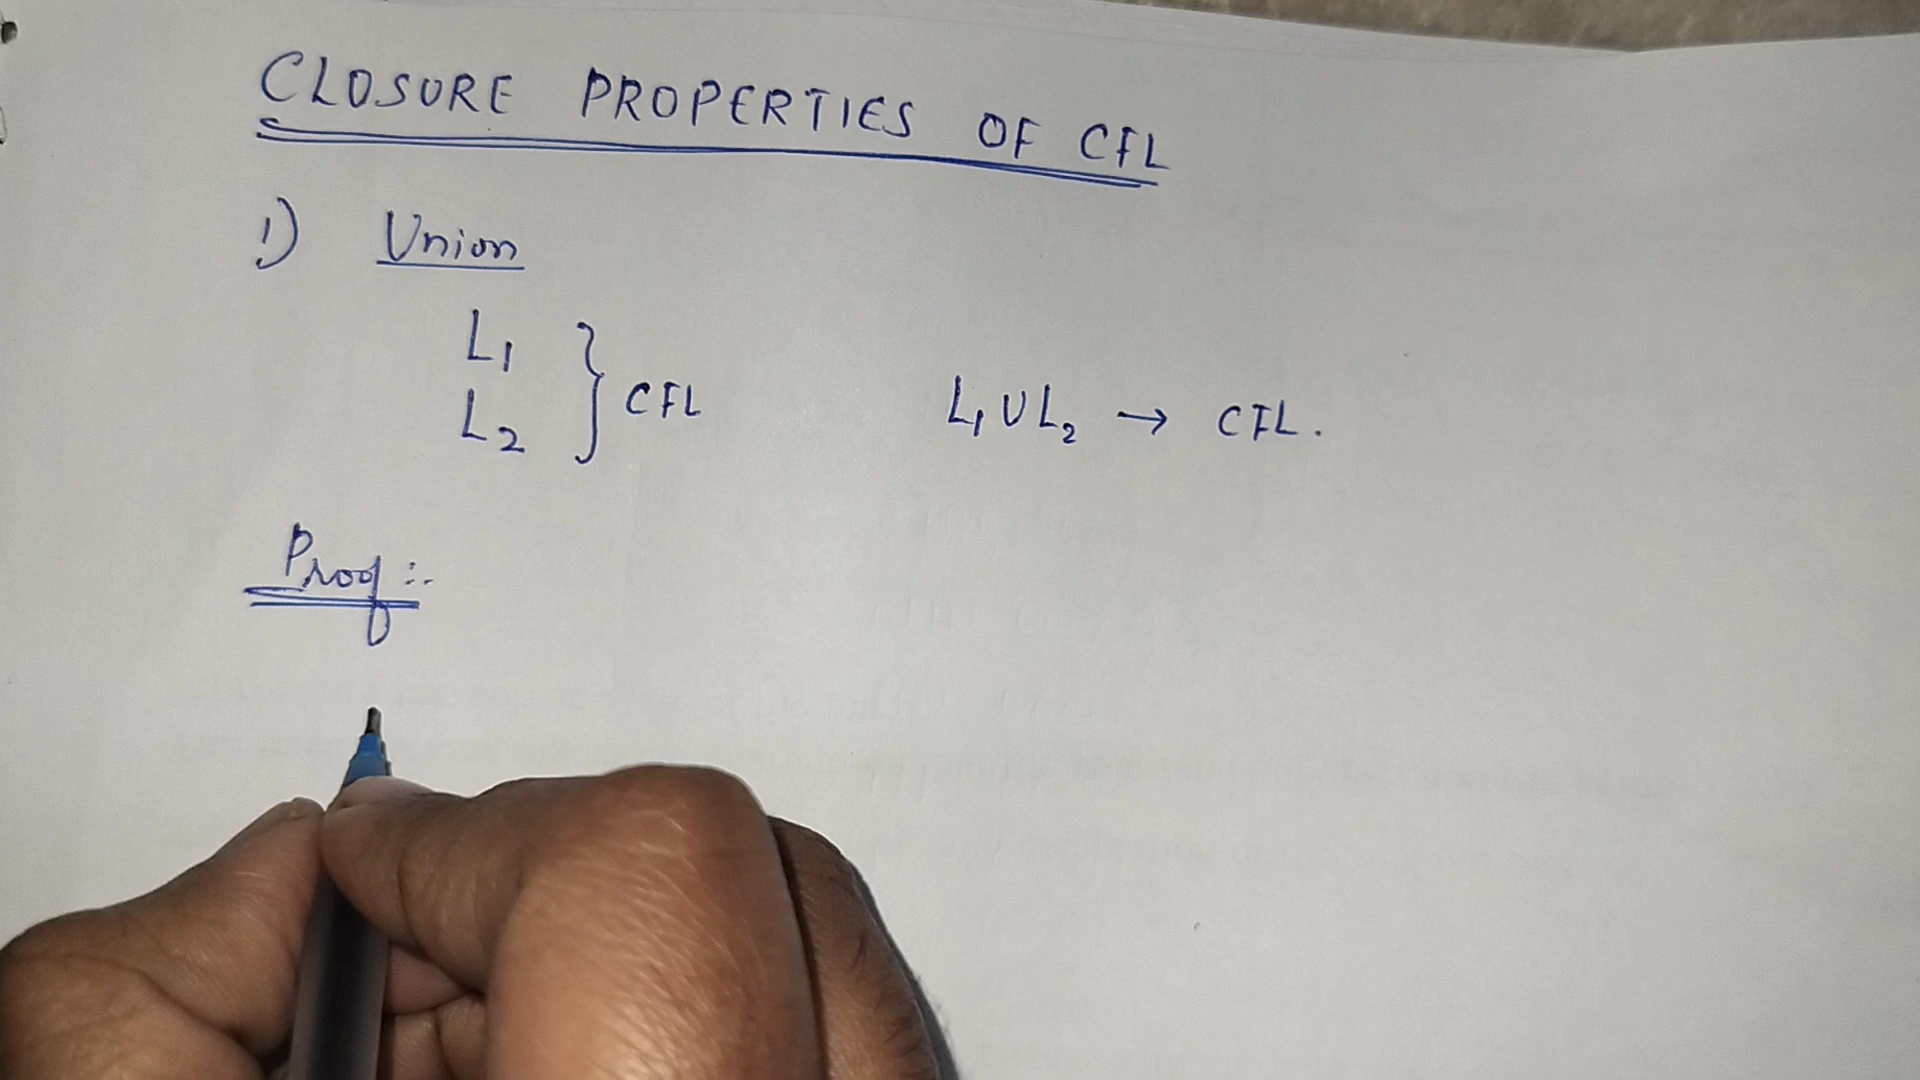 CLOSURE PROPERTIES OF CFL
1) Union
L₁
L₂ } CFL L₁ U L₂ → CFL.
Proof :-